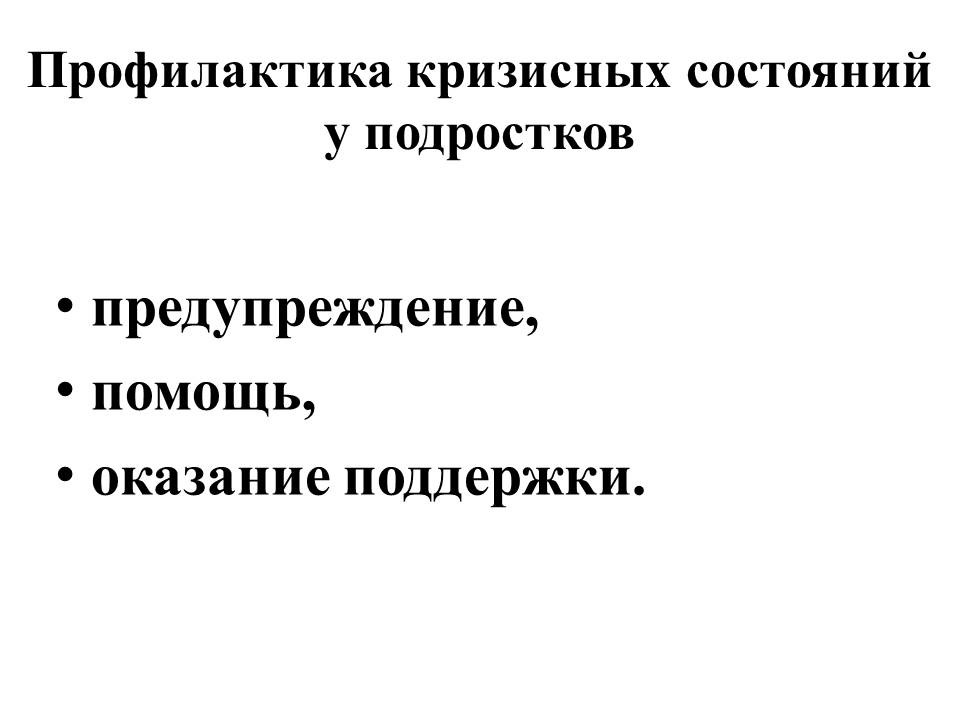 Профилактика кризисных состояний
у подростков
• предупреждение,
• помощь,
• оказание поддержки.